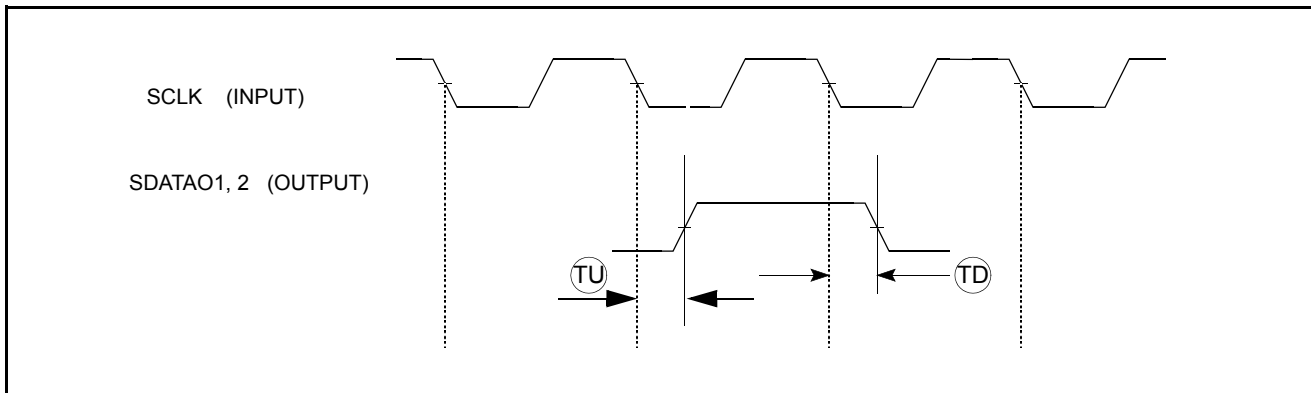 SCLK (INPUT)
SDATAO1, 2 (OUTPUT)
TU
TD